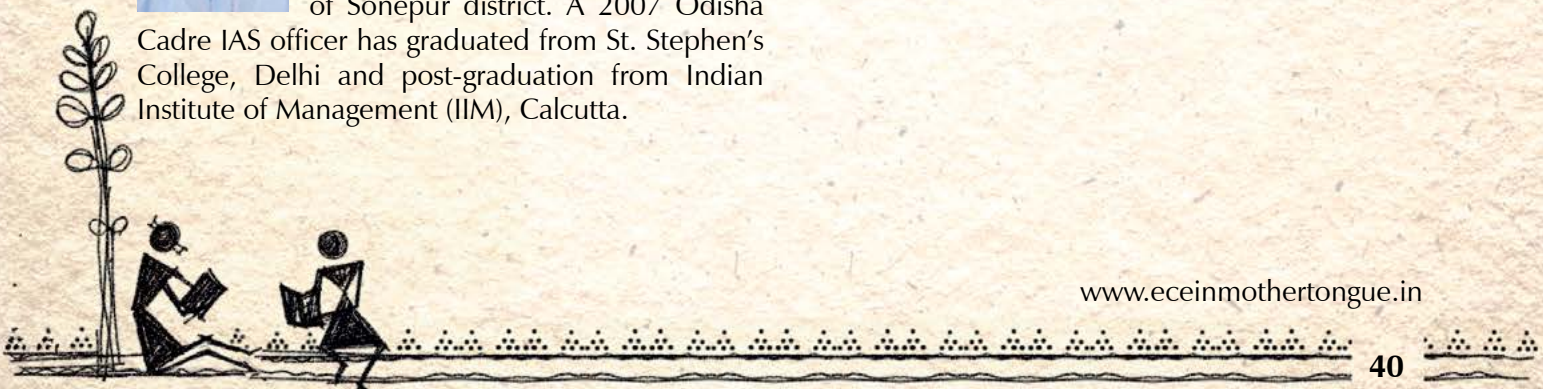 of Sonepur district. A 2007 Odisha
Cadre IAS officer has graduated from St. Stephen's
College, Delhi and post-graduation from Indian
Institute of Management (IIM), Calcutta.
www.eceinmothertongue.in
40